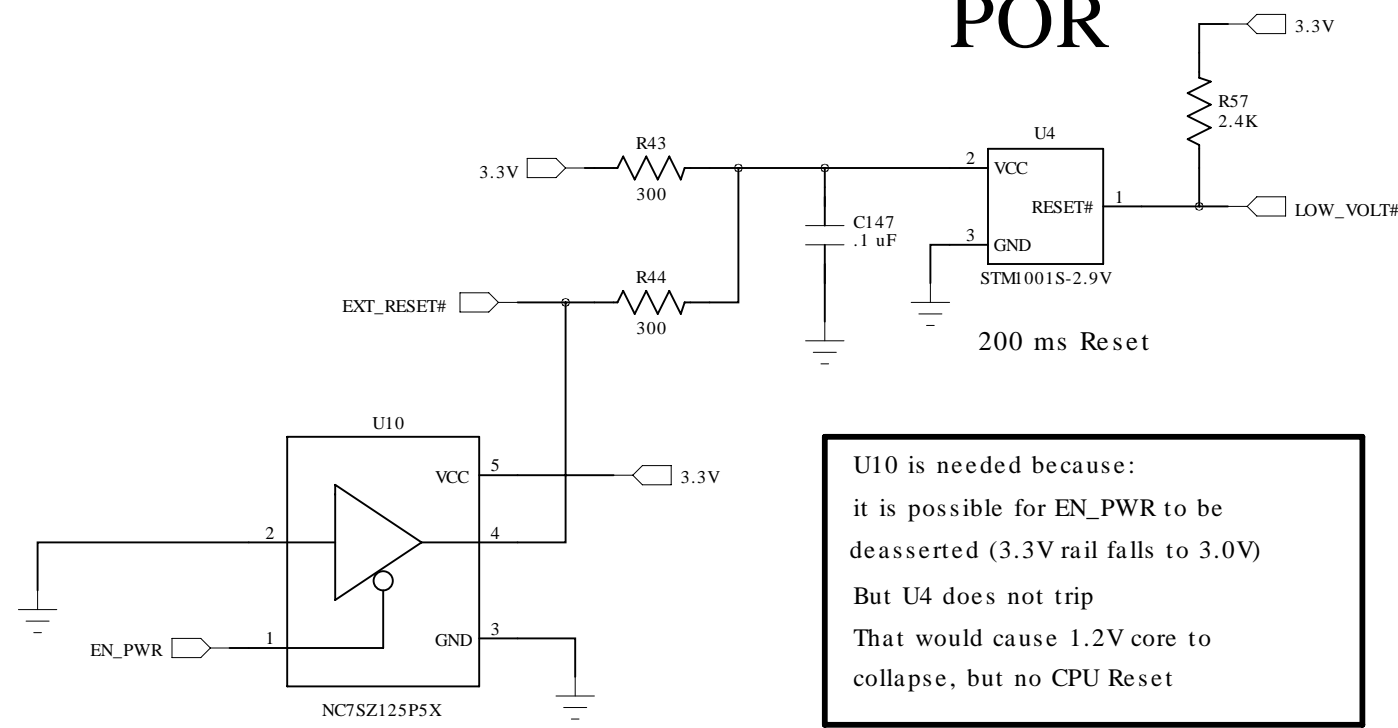 POR
3.3V
R57
2.4K
U4
R43
3.3V
300
2
VCC
RESET#
1
LOW_VOLT#
C147
.1 uF
3
GND
STM1001S-2.9V
R44
EXT_RESET#
300
200 ms Reset
U10
VCC
5
3.3V
2
4
GND
3
1
EN_PWR
NC7SZ125P5X
U10 is needed because:
it is possible for EN_PWR to be
deasserted (3.3V rail falls to 3.0V)
But U4 does not trip
That would cause 1.2V core to
collapse, but no CPU Reset